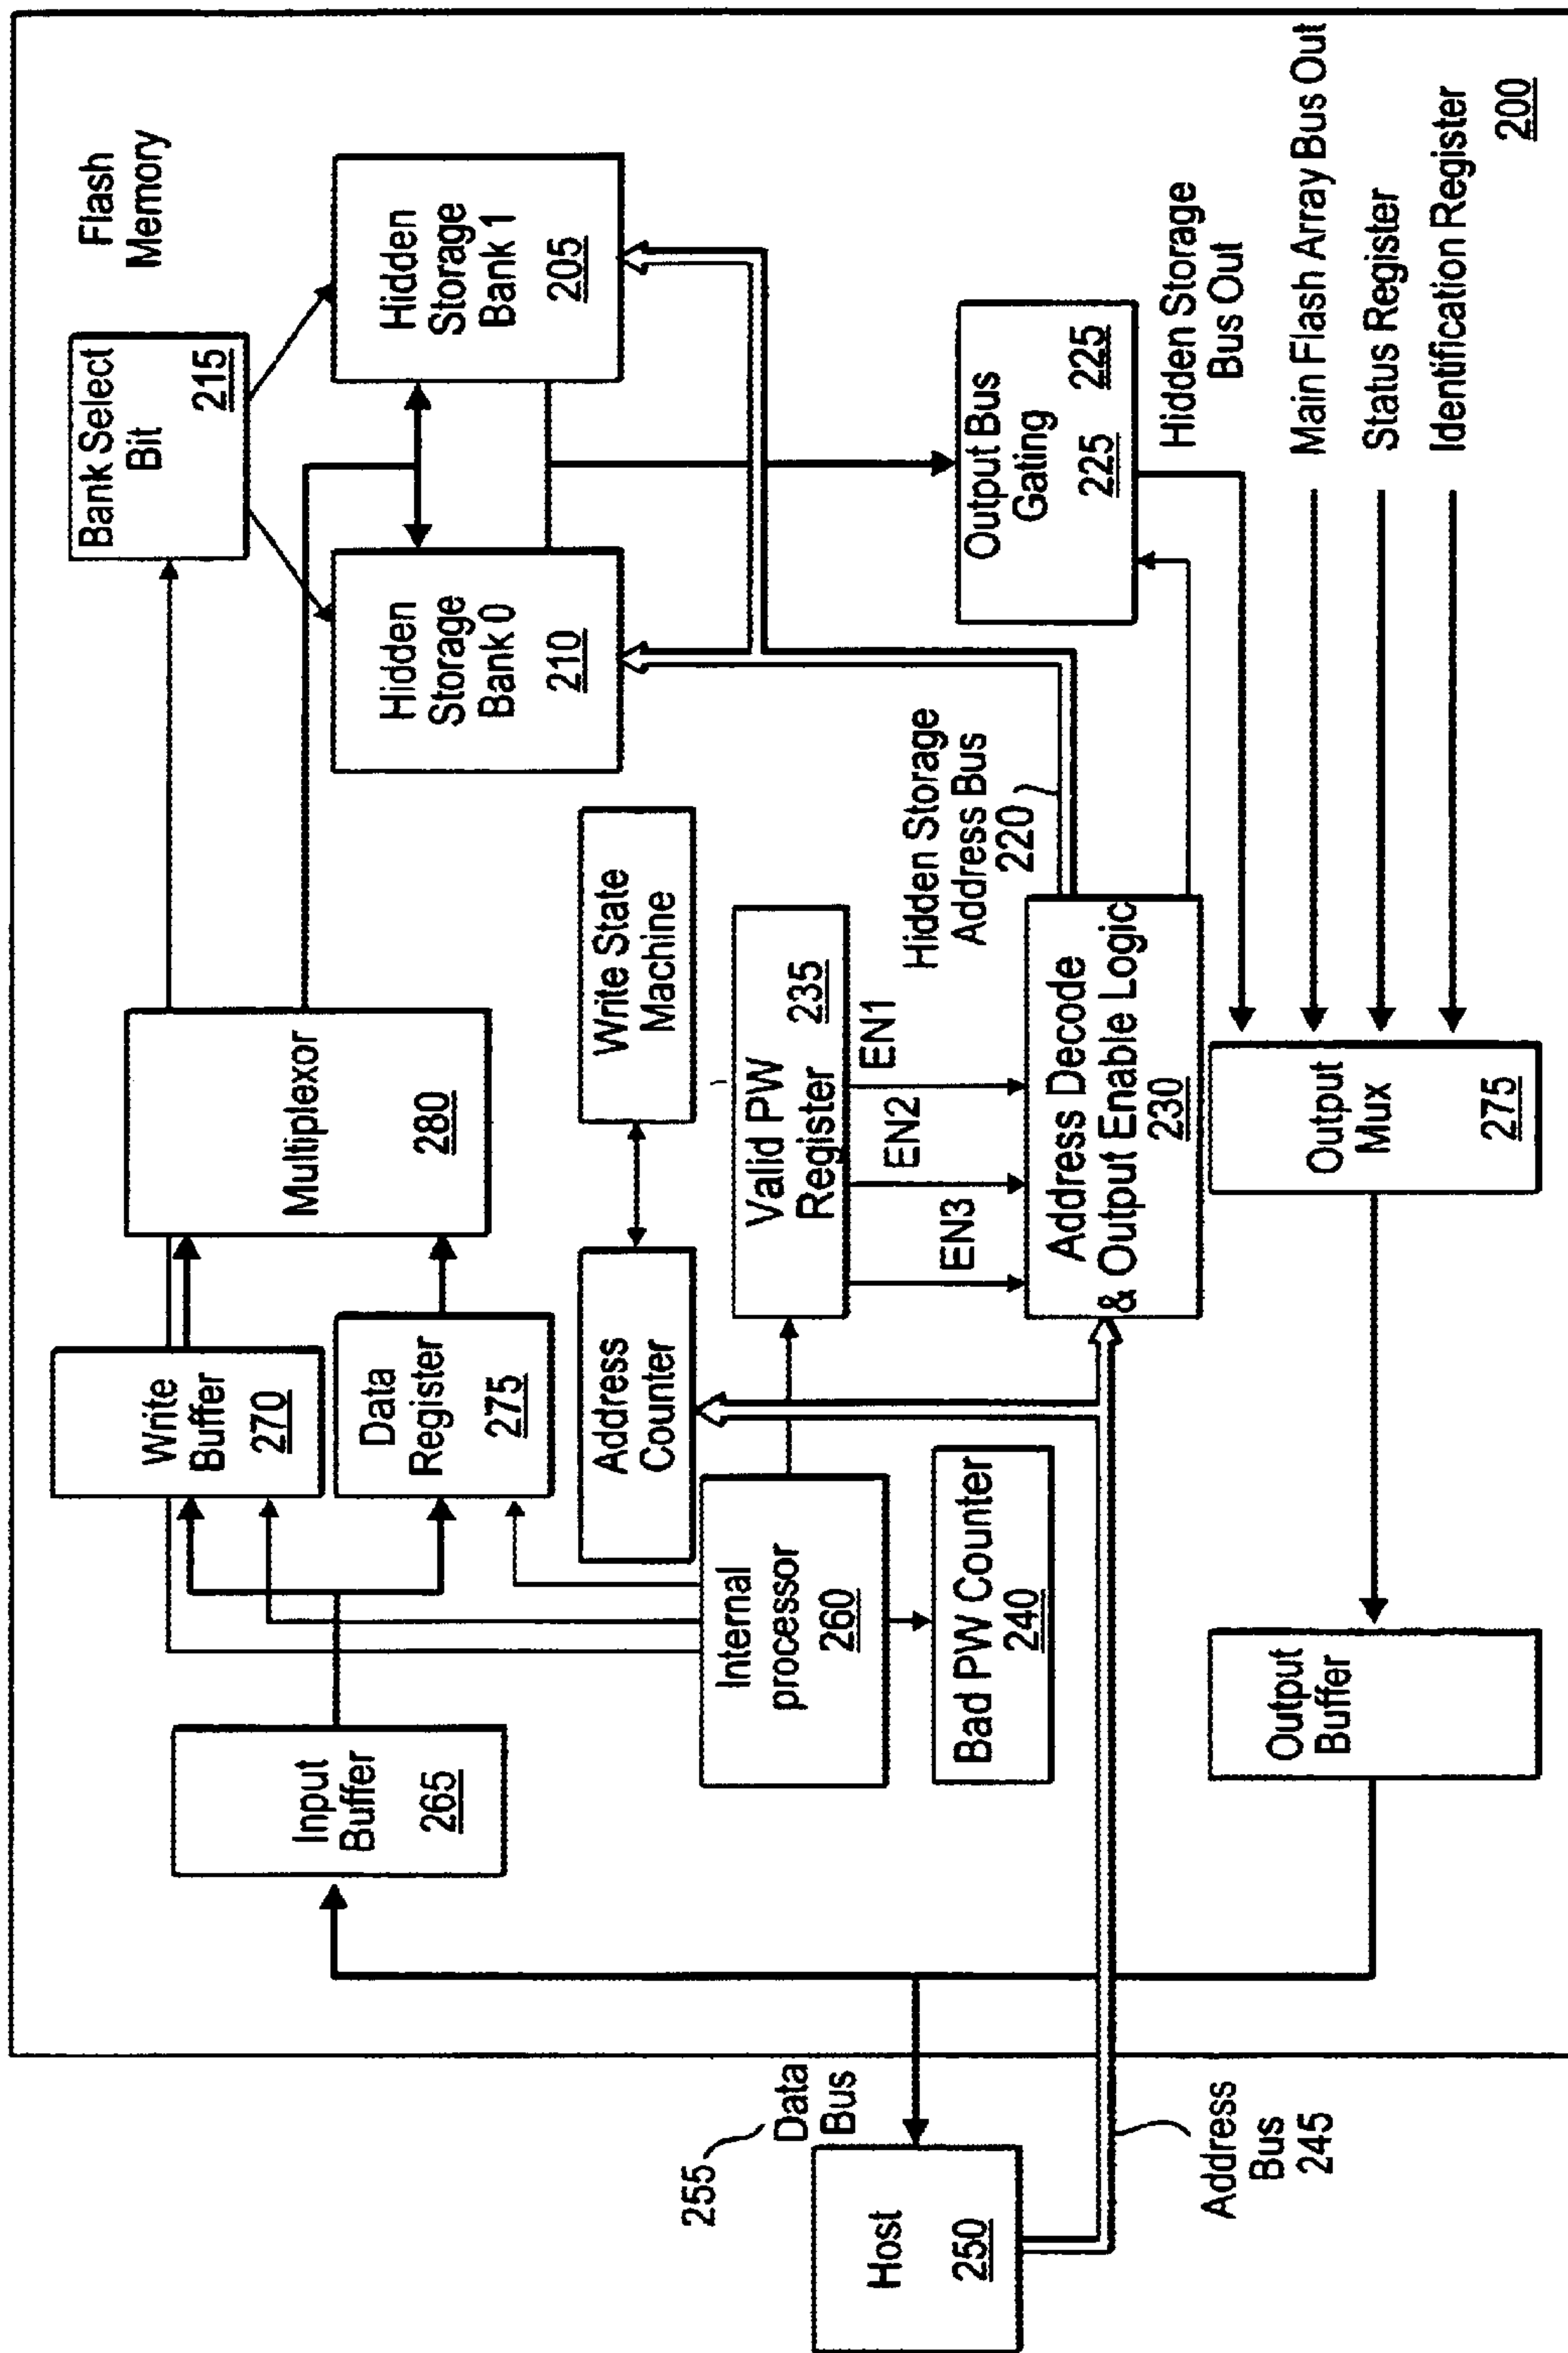 Flash
Memory
Bank Select
Bit
215
Hidden
Storage
Bank 1
205
Hidden
Storage
Bank 0
210
Multiplexor
280
Write
Buffer
270
Data
Register
275
Input
Buffer
265
Write State
Machine
Address
Counter
Internal
processor
260
Valid PW
Register
235
EN1
EN2
EN3
Bad PW Counter
240
Hidden Storage
Address Bus
220
Address Decode
& Output Enable Logic
230
Output Bus
Gating
225
225
Hidden Storage
Bus Out
Main Flash Array Bus Out
Status Register
Identification Register
200
Output
Mux
275
Output
Buffer
255
Data
Bus
Host
250
Address
Bus
245